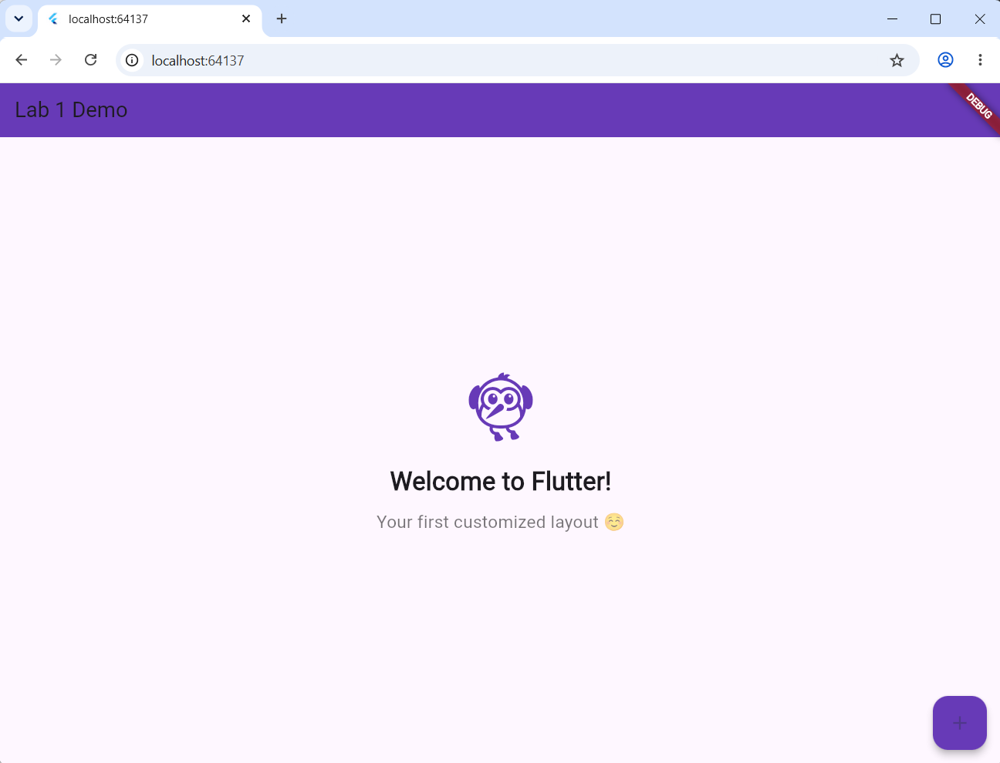 localhost:64137
localhost:64137
Lab 1 Demo
DEBUG
Welcome to Flutter!
Your first customized layout ☺️